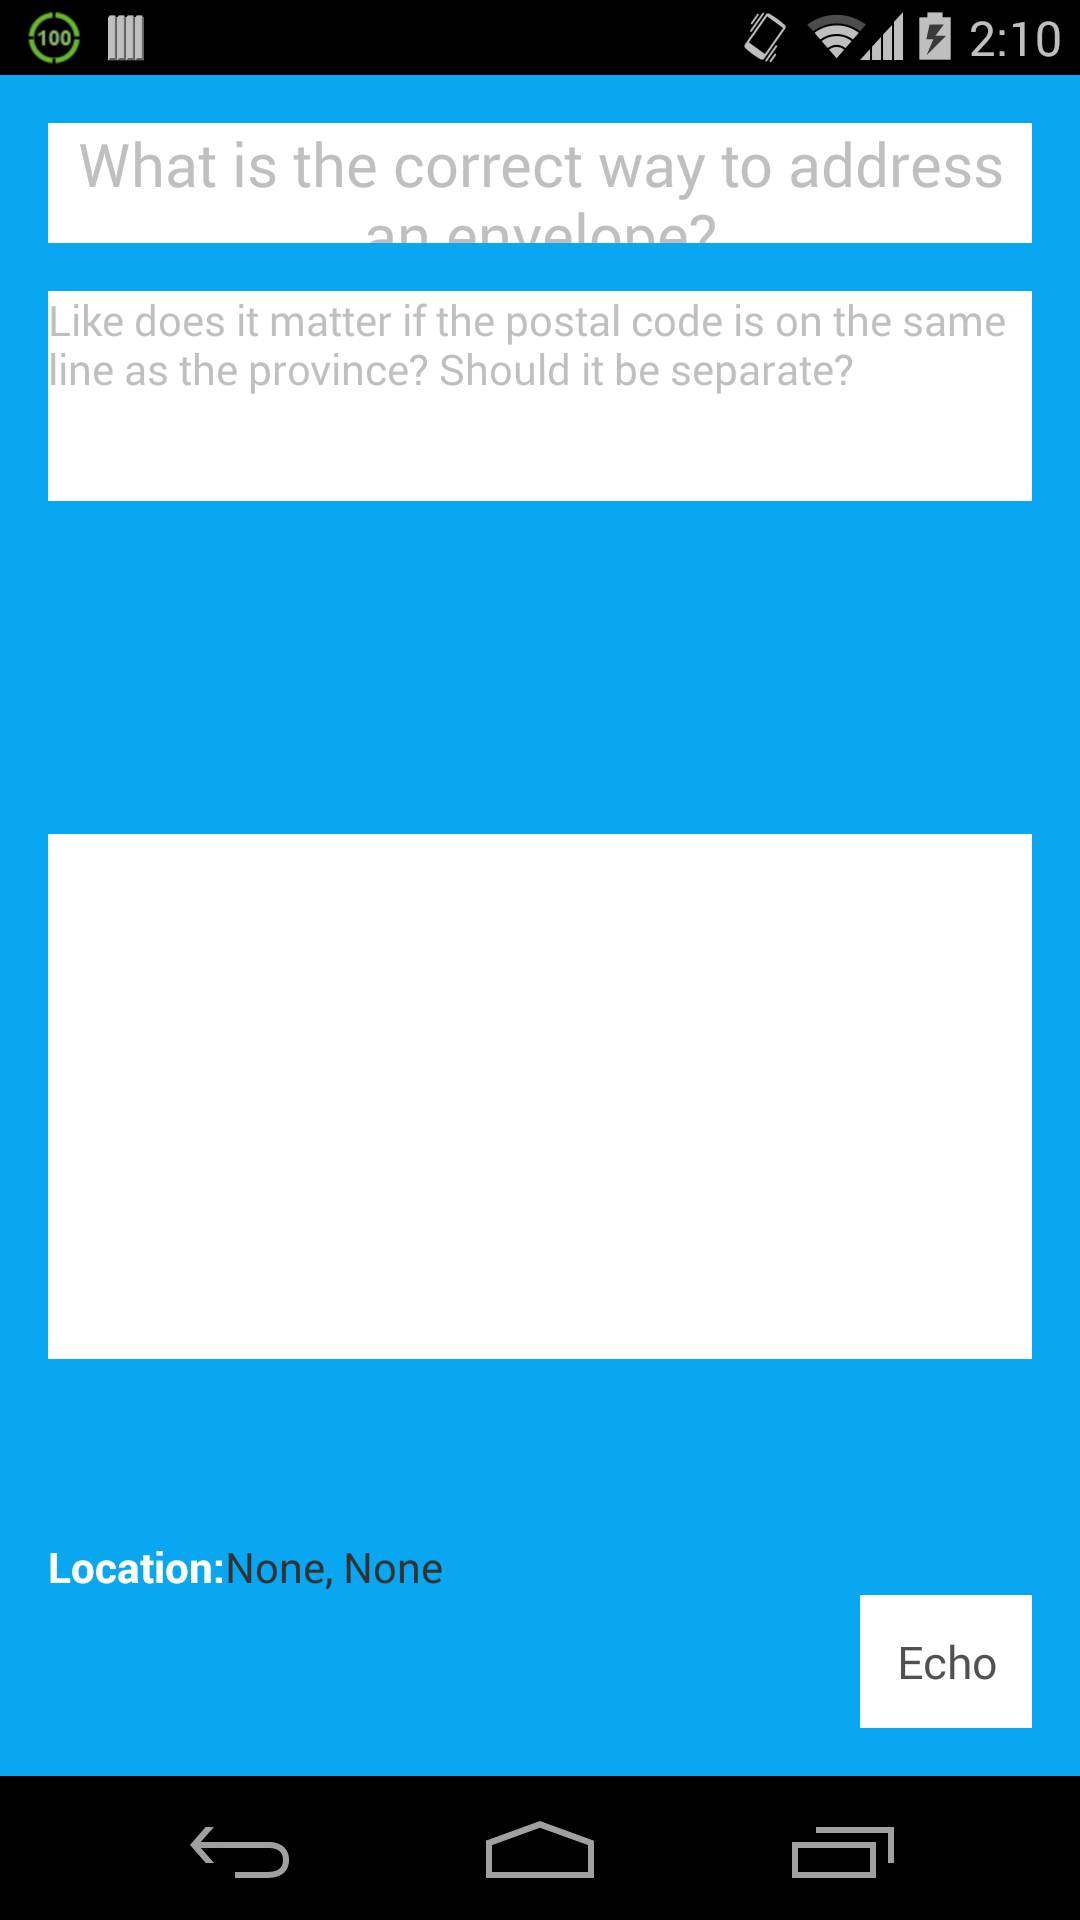 100
2:10
What is the correct way to address
an envelope?
Like does it matter if the postal code is on the same
line as the province? Should it be separate?
Location:None, None
Echo